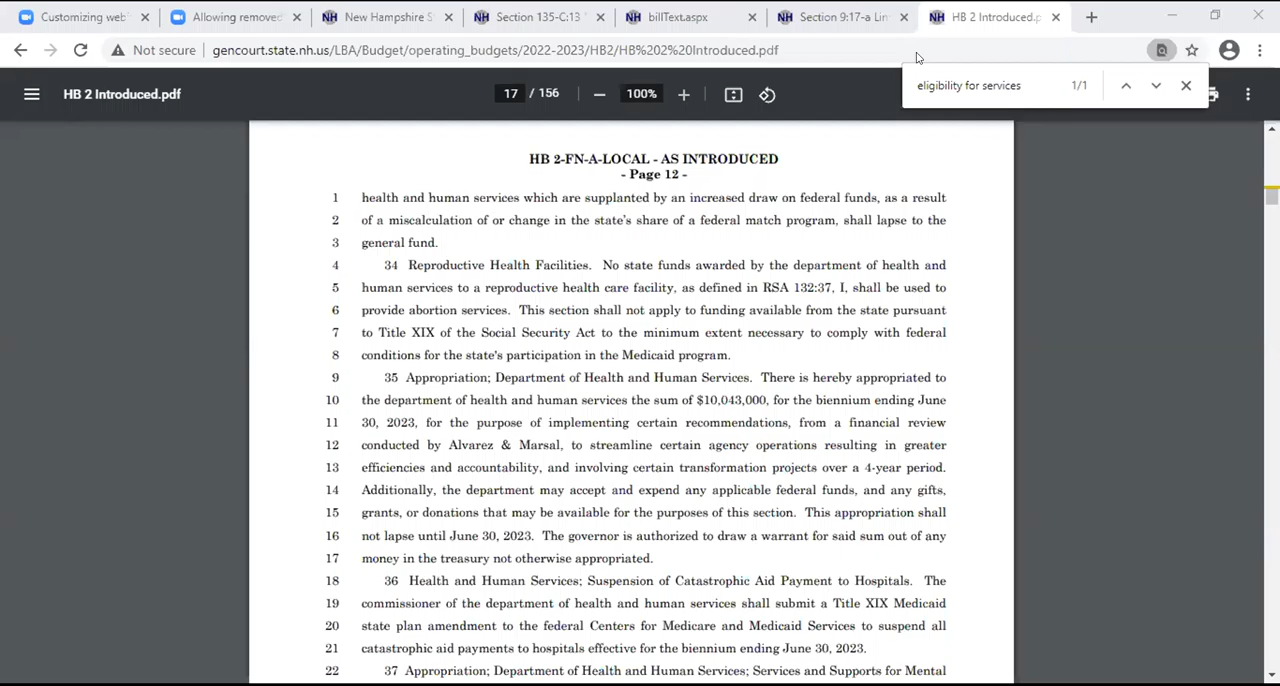 Customizing web
Allowing removed
New Hampshire S
Section 135-C:13
billText.aspx
Section 9:17-a Lim
HB 2 Introduced.p
Not secure
gencourt.state.nh.us/LBA/Budget/operating_budgets/2022-2023/HB2/HB%202%20Introduced.pdf
eligibility for services 1/1
HB 2 Introduced.pdf
17 / 156
100%
HB 2-FN-A-LOCAL - AS INTRODUCED
- Page 12 -
1 health and human services which are supplanted by an increased draw on federal funds, as a result
2 of a miscalculation of or change in the state's share of a federal match program, shall lapse to the
3 general fund.
4 34 Reproductive Health Facilities. No state funds awarded by the department of health and
5 human services to a reproductive health care facility, as defined in RSA 132:37, I, shall be used to
6 provide abortion services. This section shall not apply to funding available from the state pursuant
7 to Title XIX of the Social Security Act to the minimum extent necessary to comply with federal
8 conditions for the state's participation in the Medicaid program.
9 35 Appropriation; Department of Health and Human Services. There is hereby appropriated to
10 the department of health and human services the sum of $10,043,000, for the biennium ending June
11 30, 2023, for the purpose of implementing certain recommendations, from a financial review
12 conducted by Alvarez & Marsal, to streamline certain agency operations resulting in greater
13 efficiencies and accountability, and involving certain transformation projects over a 4-year period.
14 Additionally, the department may accept and expend any applicable federal funds, and any gifts,
15 grants, or donations that may be available for the purposes of this section. This appropriation shall
16 not lapse until June 30, 2023. The governor is authorized to draw a warrant for said sum out of any
17 money in the treasury not otherwise appropriated.
18 36 Health and Human Services; Suspension of Catastrophic Aid Payment to Hospitals. The
19 commissioner of the department of health and human services shall submit a Title XIX Medicaid
20 state plan amendment to the federal Centers for Medicare and Medicaid Services to suspend all
21 catastrophic aid payments to hospitals effective for the biennium ending June 30, 2023.
22 37 Appropriation; Department of Health and Human Services; Services and Supports for Mental